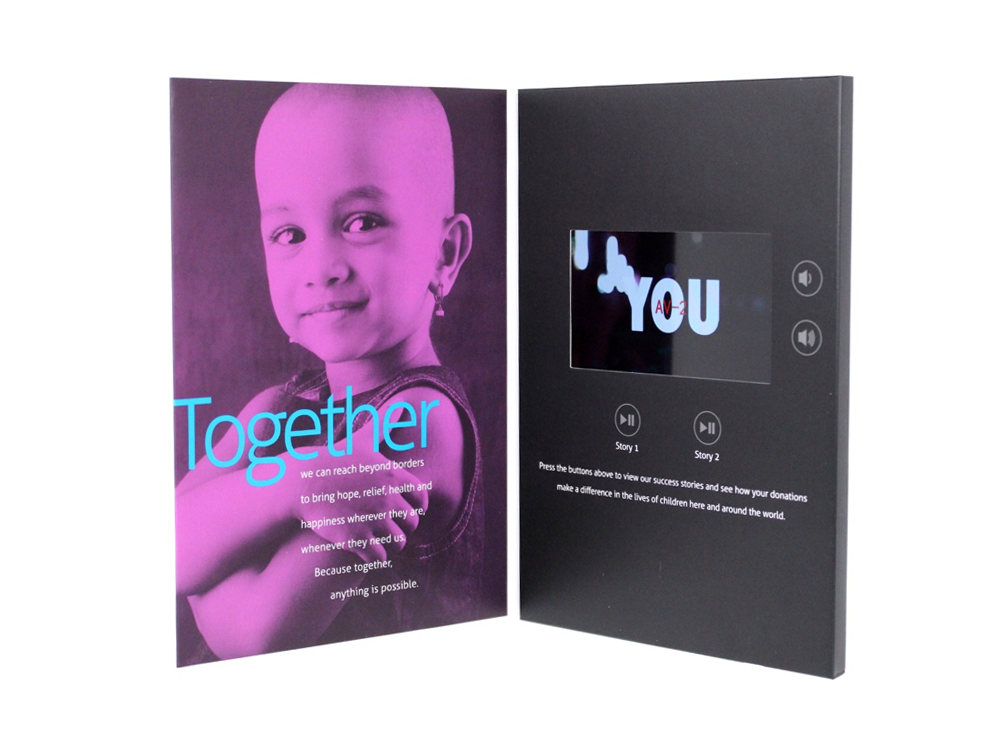 Together
we can reach beyond borders
to bring hope, relief, health and
happiness wherever they are,
whenever they need us.
Because together,
anything is possible.
YOU
AV-2
Story 1
Story 2
Press the buttons above to view our success stories and see how your donations
make a difference in the lives of children here and around the world.